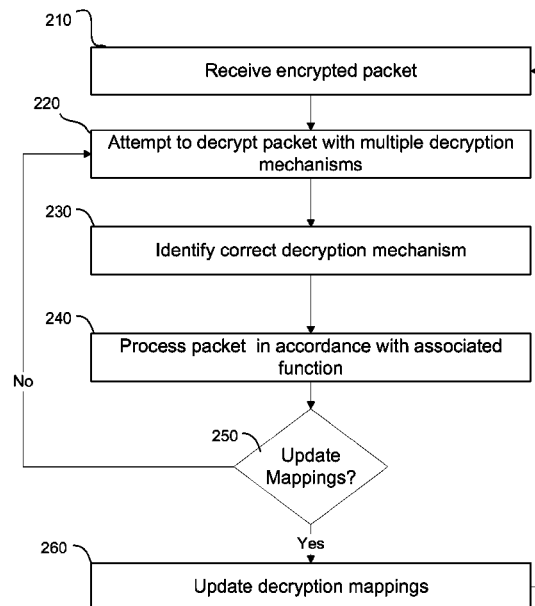 210
Receive encrypted packet
220
Attempt to decrypt packet with multiple decryption
mechanisms
230
Identify correct decryption mechanism
240
Process packet in accordance with associated
function
No
250
Update
Mappings?
Yes
260
Update decryption mappings